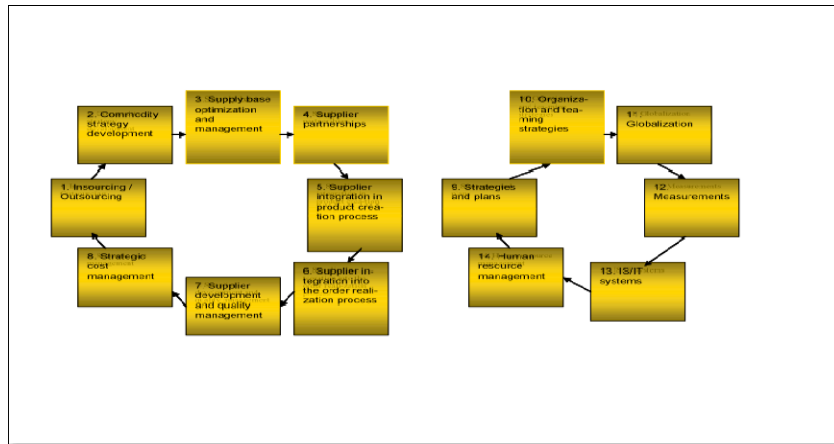 1. Insourcing /
Outsourcing
2. Commodity
strategy
development
3. Supply base
optimization
and
management
4. Supplier
partnerships
5. Supplier
integration in
product crea-
tion process
6. Supplier in-
tegration into
the order reali-
zation process
7. Supplier
development
and quality
management
8. Strategic
cost
management
9. Strategies
and plans
10. Organiza-
tion and tea-
ming
strategies
11.
Globalization
12.
Measurements
13. IS/IT
systems
14. Human
resource
management